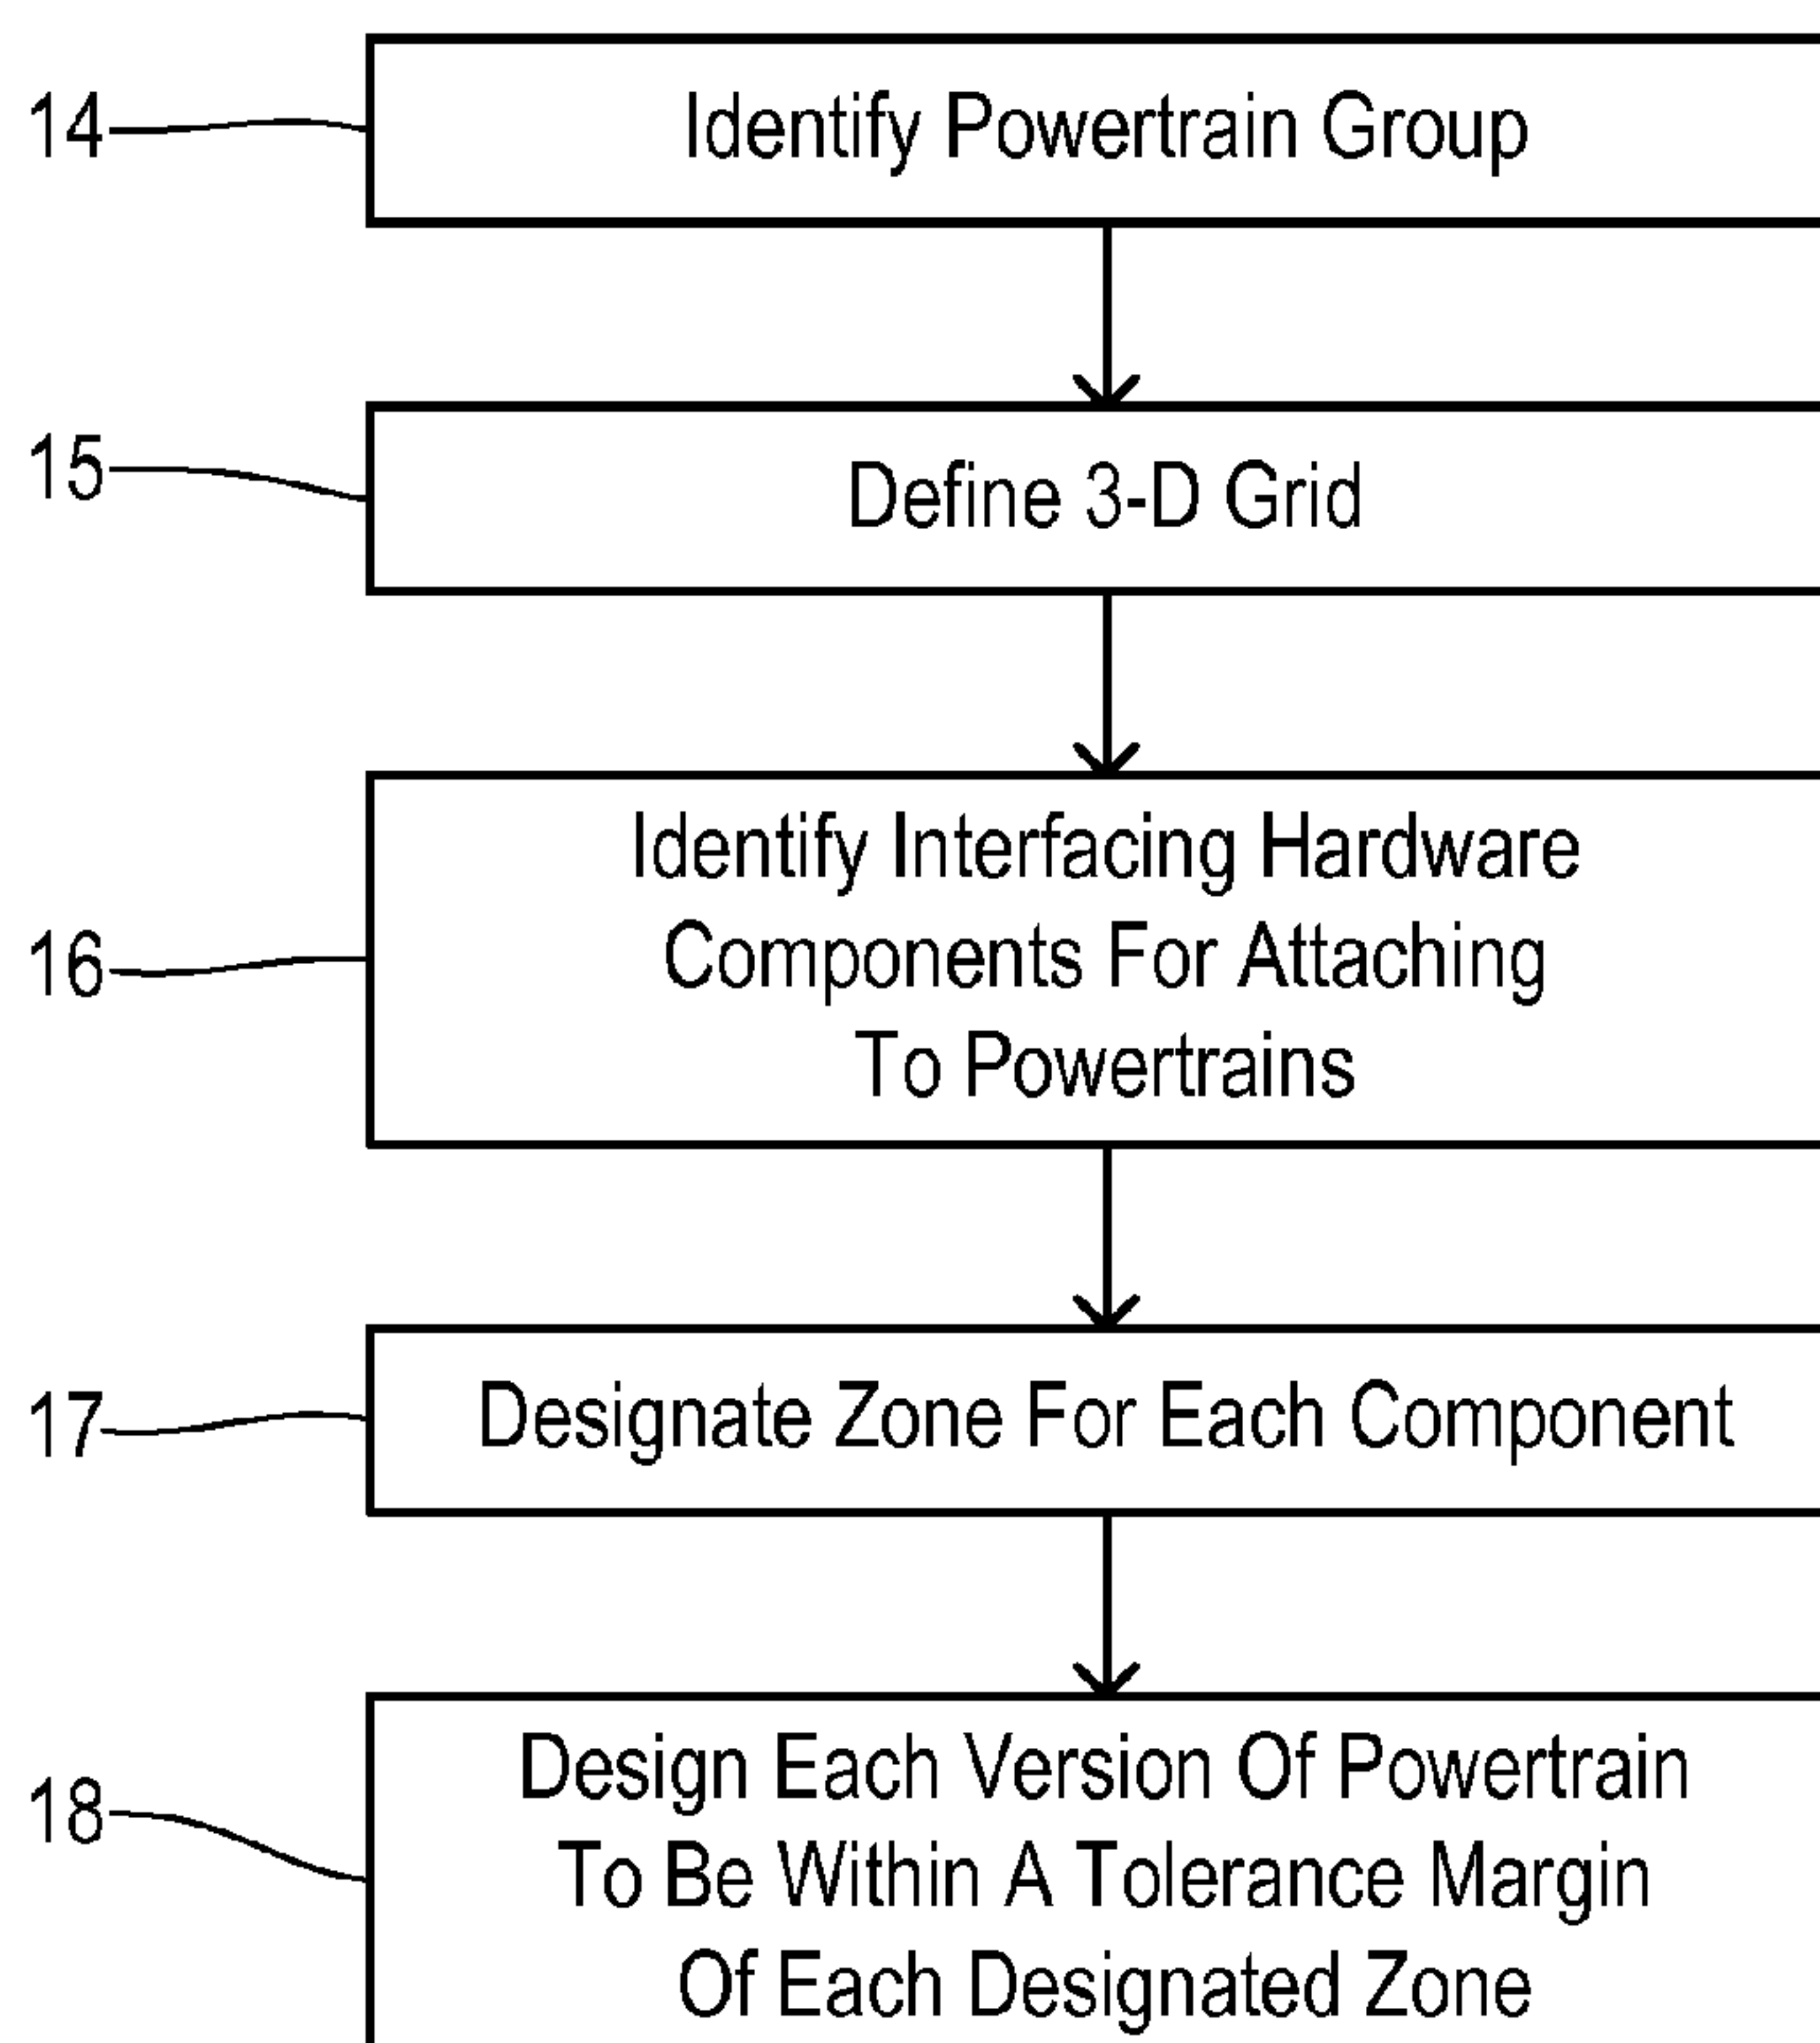 14
Identify Powertrain Group
15
Define 3-D Grid
16
Identify Interfacing Hardware
Components For Attaching
To Powertrains
17
Designate Zone For Each Component
18
Design Each Version Of Powertrain
To Be Within A Tolerance Margin
Of Each Designated Zone